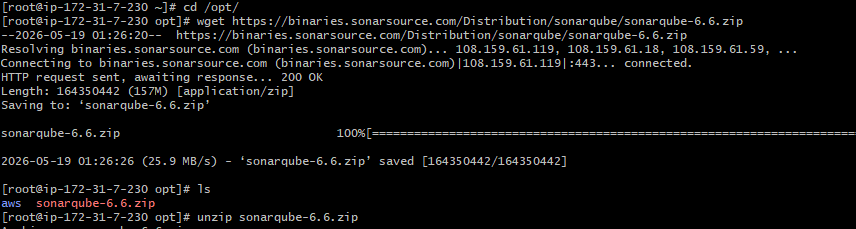 [root@ip-172-31-7-230 ~]# cd /opt/
[root@ip-172-31-7-230 opt]# wget https://binaries.sonarsource.com/Distribution/sonarqube/sonarqube-6.6.zip
--2026-05-19 01:26:20--  https://binaries.sonarsource.com/Distribution/sonarqube/sonarqube-6.6.zip
Resolving binaries.sonarsource.com (binaries.sonarsource.com)... 108.159.61.119, 108.159.61.18, 108.159.61.59, ...
Connecting to binaries.sonarsource.com (binaries.sonarsource.com)|108.159.61.119|:443... connected.
HTTP request sent, awaiting response... 200 OK
Length: 164350442 (157M) [application/zip]
Saving to: ‘sonarqube-6.6.zip’
sonarqube-6.6.zip                               100%[=====================================================================
2026-05-19 01:26:26 (25.9 MB/s) - ‘sonarqube-6.6.zip’ saved [164350442/164350442]
[root@ip-172-31-7-230 opt]# ls
aws  sonarqube-6.6.zip
[root@ip-172-31-7-230 opt]# unzip sonarqube-6.6.zip